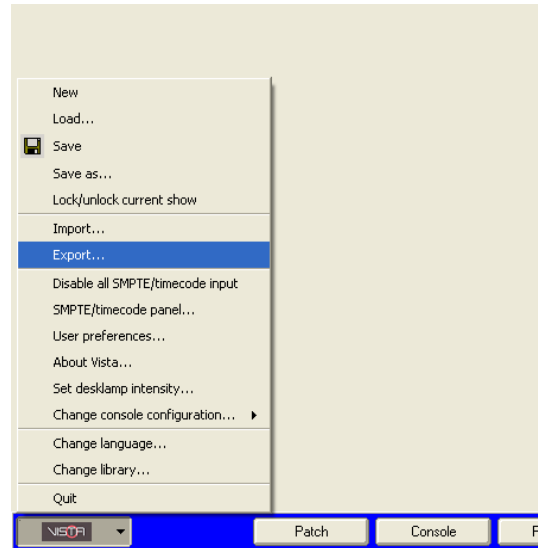 New
Load...
Save
Save as...
Lock/unlock current show
Import...
Export...
Disable all SMPTE/timecode input
SMPTE/timecode panel...
User preferences...
About Vista...
Set desklamp intensity...
Change console configuration...
Change language...
Change library...
Quit
VISTA Patch Console